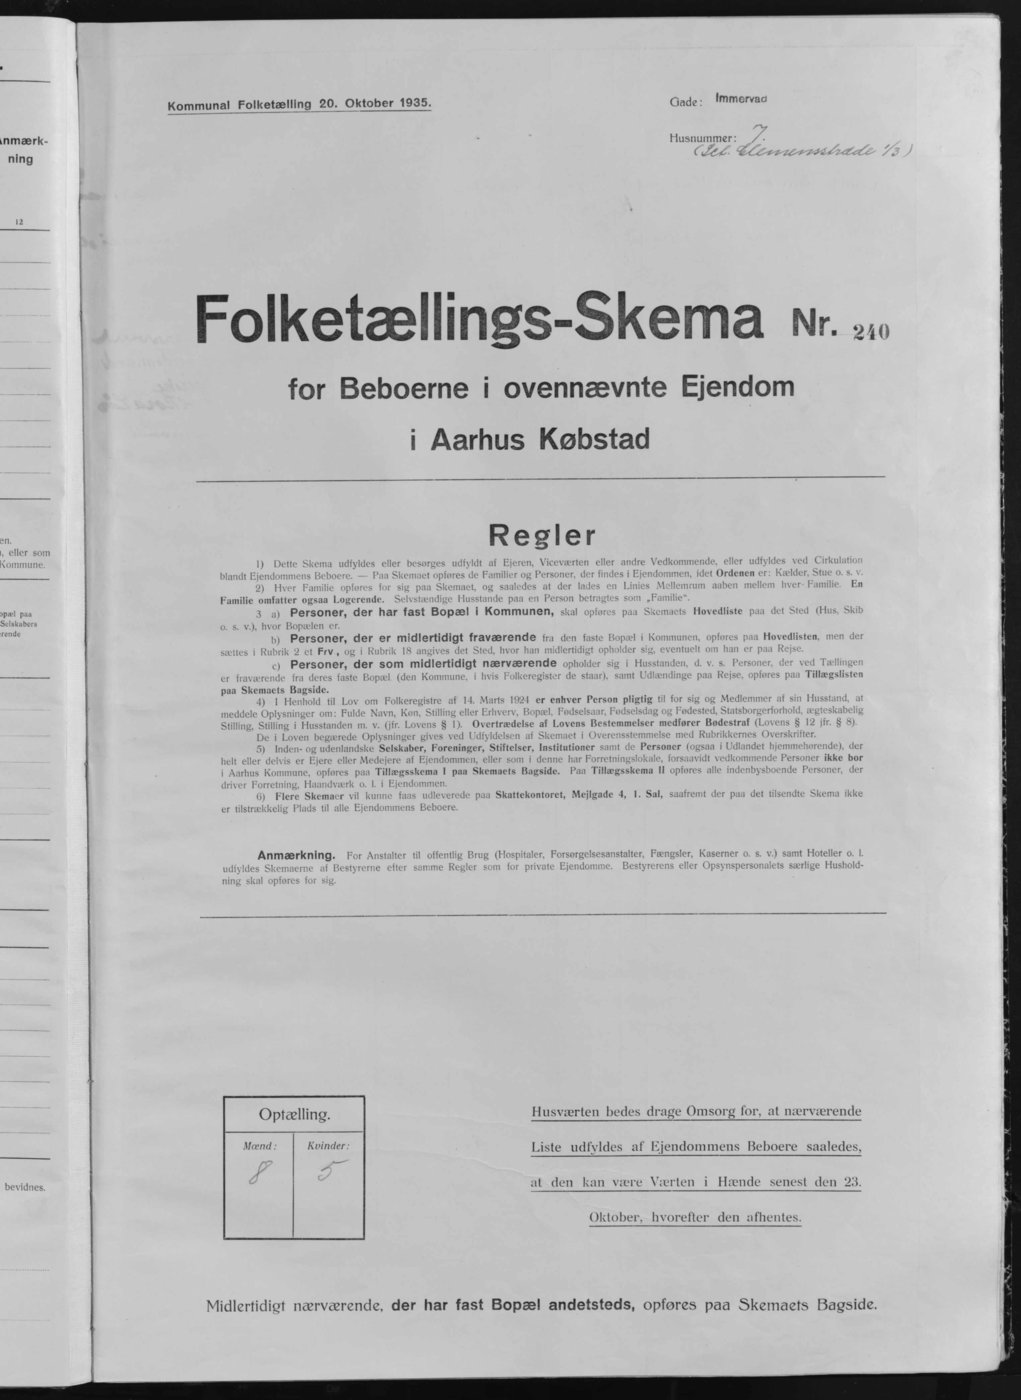 nmærk-
ning
12
en.
, eller som
Kommune.
opæl paa
Selskabers
rende
bevidnes.
Kommunal Folketælling 20. Oktober 1935.
Gade: Immervad
Husnummer: 7.
(Sct. Clemensstræde 1/3)
Folketællings-Skema Nr. 240
for Beboerne i ovennævnte Ejendom
i Aarhus Købstad
Regler
1) Dette Skema udfyldes eller besørges udfyldt af Ejeren, Viceværten eller andre Vedkommende, eller udfyldes ved Cirkulation
blandt Ejendommens Beboere. — Paa Skemaet opføres de Familier og Personer, der findes i Ejendommen, idet Ordenen er: Kælder, Stue o. s. v.
2) Hver Familie opføres for sig paa Skemaet, og saaledes at der lades en Linies Mellemrum aaben mellem hver Familie. En
Familie omfatter ogsaa Logerende. Selvstændige Husstande paa en Person betragtes som „Familie“.
3 a) Personer, der har fast Bopæl i Kommunen, skal opføres paa Skemaets Hovedliste paa det Sted (Hus, Skib
o. s. v.), hvor Bopælen er.
b) Personer, der er midlertidigt fraværende fra den faste Bopæl i Kommunen, opføres paa Hovedlisten, men der
sættes i Rubrik 2 et Frv, og i Rubrik 18 angives det Sted, hvor han midlertidigt opholder sig, eventuelt om han er paa Rejse.
c) Personer, der som midlertidigt nærværende opholder sig i Husstanden, d. v. s. Personer, der ved Tællingen
er fraværende fra deres faste Bopæl (den Kommune, i hvis Folkeregister de staar), samt Udlændinge paa Rejse, opføres paa Tillægslisten
paa Skemaets Bagside.
4) I Henhold til Lov om Folkeregistre af 14. Marts 1924 er enhver Person pligtig til for sig og Medlemmer af sin Husstand, at
meddele Oplysninger om: Fulde Navn, Køn, Stilling eller Erhverv, Bopæl, Fødselsaar, Fødselsdag og Fødested, Statsborgerforhold, ægteskabelig
Stilling, Stilling i Husstanden m. v. (jfr. Lovens § 1). Overtrædelse af Lovens Bestemmelser medfører Bødestraf (Lovens § 12 jfr. § 8).
De i Loven begærede Oplysninger gives ved Udfyldelsen af Skemaet i Overensstemmelse med Rubrikkernes Overskrifter.
5) Inden- og udenlandske Selskaber, Foreninger, Stiftelser, Institutioner samt de Personer (ogsaa i Udlandet hjemmehørende), der
helt eller delvis er Ejere eller Medejere af Ejendommen, eller som i denne har Forretningslokale, forsaavidt vedkommende Personer ikke bor
i Aarhus Kommune, opføres paa Tillægsskema I paa Skemaets Bagside. Paa Tillægsskema II opføres alle indenbysboende Personer, der
driver Forretning, Haandværk o. l. i Ejendommen.
6) Flere Skemaer vil kunne faas udleverede paa Skattekontoret, Mejlgade 4, 1. Sal, saafremt der paa det tilsendte Skema ikke
er tilstrækkelig Plads til alle Ejendommens Beboere.
Anmærkning. For Anstalter til offentlig Brug (Hospitaler, Forsørgelsesanstalter, Fængsler, Kaserner o. s. v.) samt Hoteller o. l.
udfyldes Skemaerne af Bestyrerne efter samme Regler som for private Ejendomme. Bestyrerens eller Opsynspersonalets særlige Hushold-
ning skal opføres for sig.
Optælling.
Mænd: Kvinder:
8 5
Husværten bedes drage Omsorg for, at nærværende
Liste udfyldes af Ejendommens Beboere saaledes,
at den kan være Værten i Hænde senest den 23.
Oktober, hvorefter den afhentes.
Midlertidigt nærværende, der har fast Bopæl andetsteds, opføres paa Skemaets Bagside.